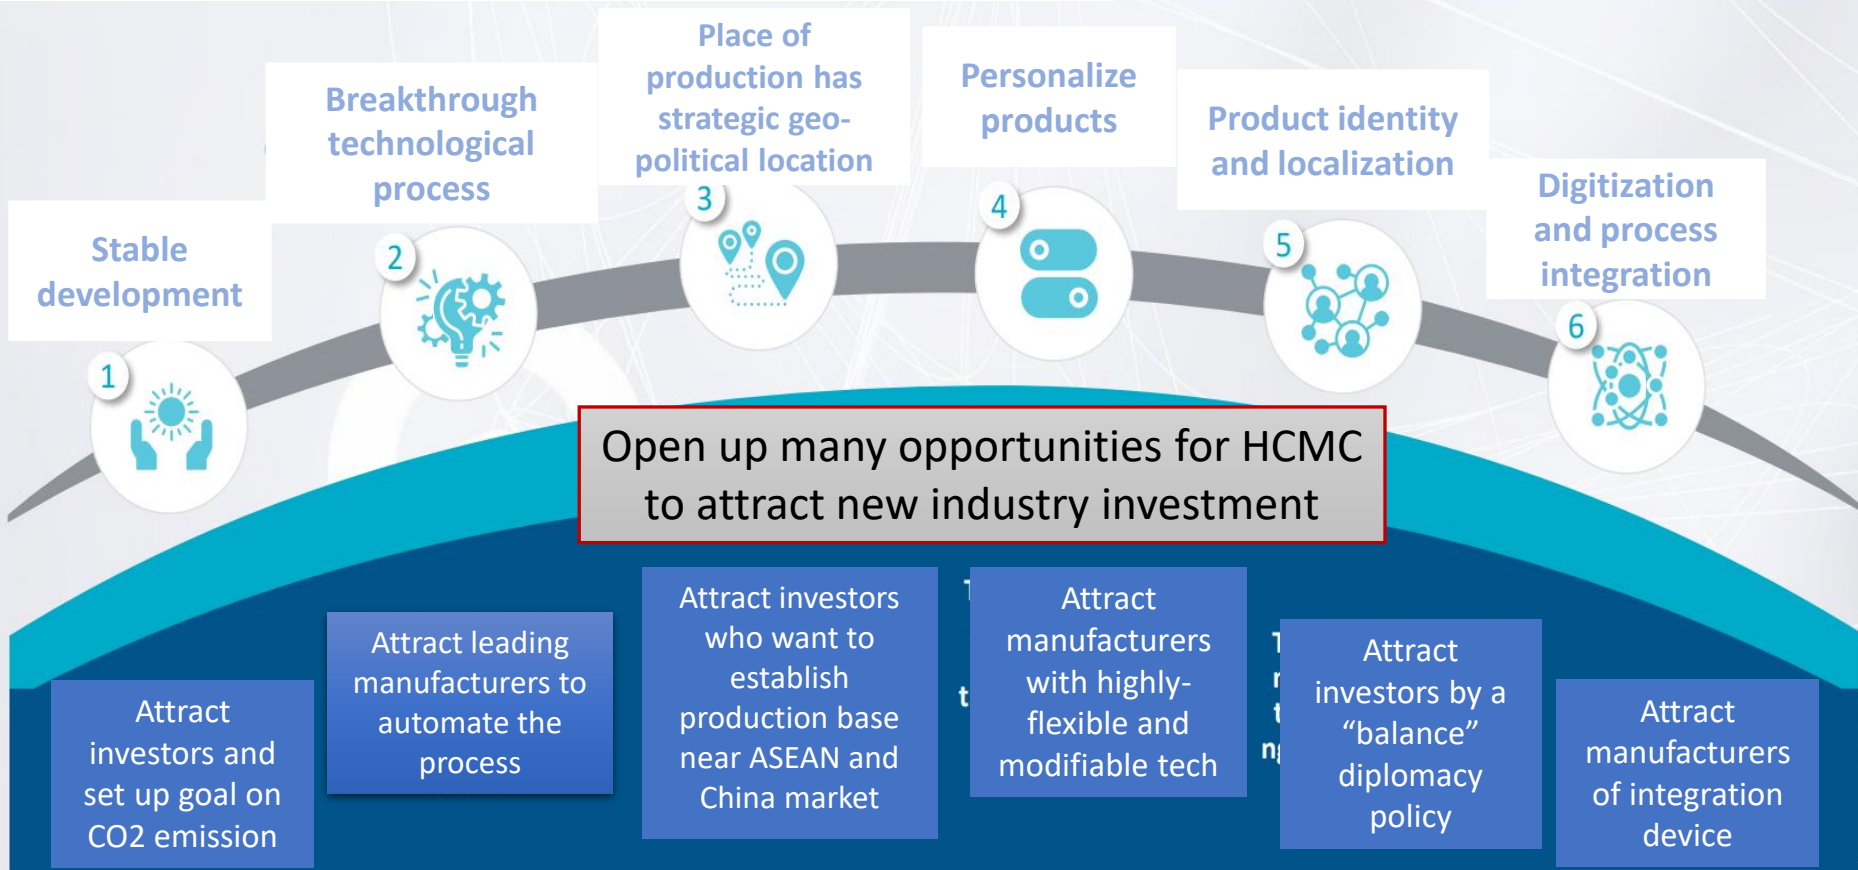 Stable
development
1
Breakthrough
technological
process
2
Place of
production has
strategic geo-
political location
3
Personalize
products
4
Product identity
and localization
5
Digitization
and process
integration
6
Open up many opportunities for HCMC
to attract new industry investment
Attract
investors and
set up goal on
CO2 emission
Attract leading
manufacturers to
automate the
process
Attract investors
who want to
establish
production base
near ASEAN and
China market
Attract
manufacturers
with highly-
flexible and
modifiable tech
Attract
investors by a
“balance”
diplomacy
policy
Attract
manufacturers
of integration
device